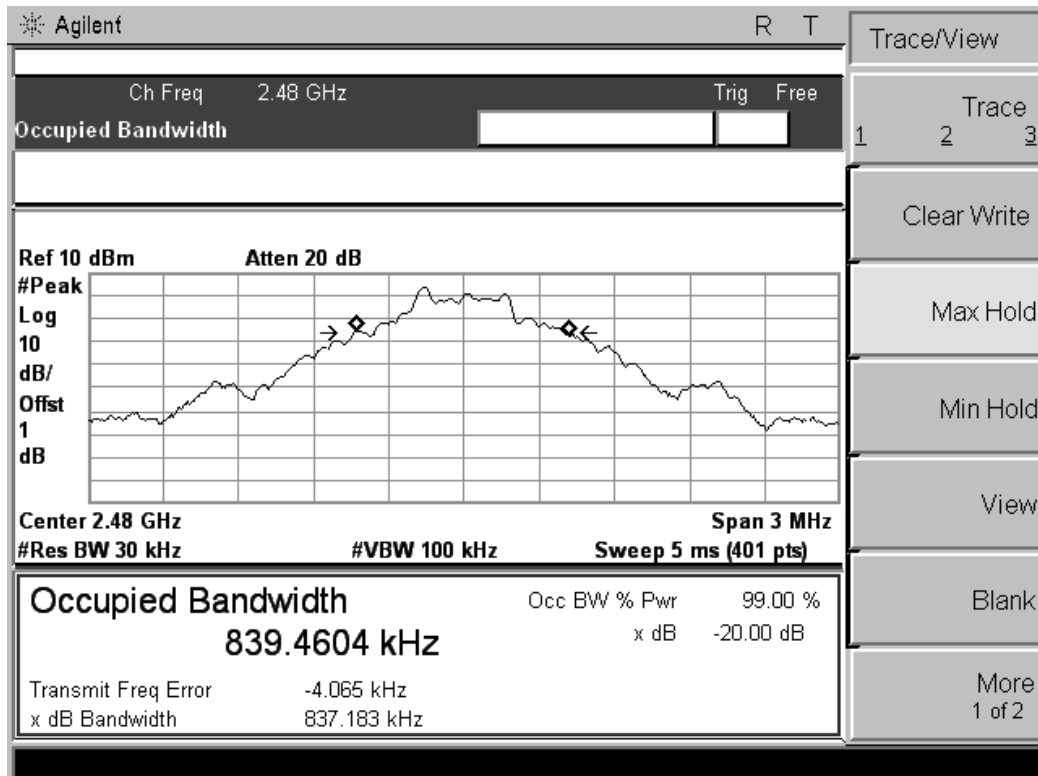 Agilent R T
Ch Freq 2.48 GHz Trig Free
Occupied Bandwidth
Ref 10 dBm Atten 20 dB
#Peak
Log
10
dB/
Offst
1
dB
Center 2.48 GHz Span 3 MHz
#Res BW 30 kHz #VBW 100 kHz Sweep 5 ms (401 pts)
Occupied Bandwidth
839.4604 kHz
Occ BW % Pwr 99.00 %
x dB -20.00 dB
Transmit Freq Error -4.065 kHz
x dB Bandwidth 837.183 kHz
Trace/View
Trace
1 2 3
Clear Write
Max Hold
Min Hold
View
Blank
More
1 of 2